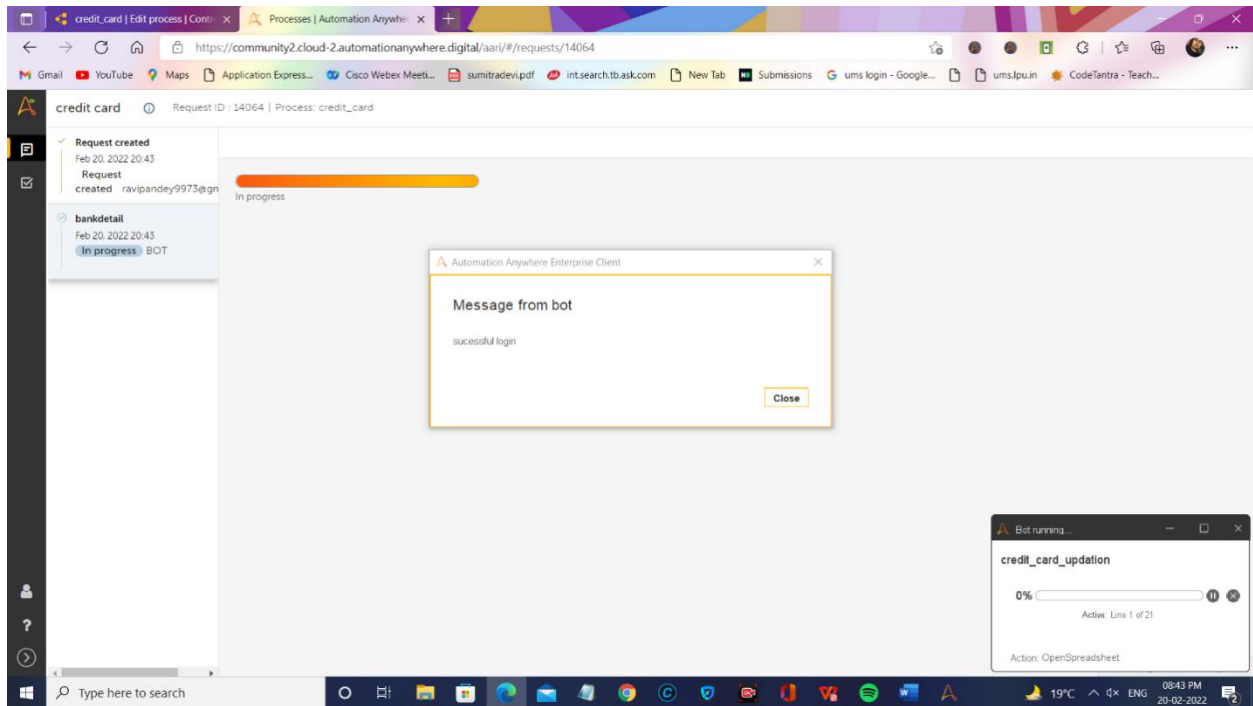 credit_card | Edit process | Contr
Processes | Automation Anywher
https://community2.cloud-2.automationanywhere.digital/aari/#/requests/14064
Gmail YouTube Maps Application Express... Cisco Webex Meeti... sumitradevi.pdf int.search.tb.ask.com New Tab Submissions ums login - Google... ums.lpu.in CodeTantra - Teach...
credit card Request ID : 14064 | Process: credit_card
Request created
Feb 20, 2022 20:43
Request
created ravipandey9973@gn
In progress
bankdetail
Feb 20, 2022 20:43
In progress BOT
Automation Anywhere Enterprise Client
Message from bot
sucessful login
Close
Bot running...
credit_card_updation
0%
Active: Line 1 of 21
Action: OpenSpreadsheet
Type here to search
19°C ENG
08:43 PM
20-02-2022
2